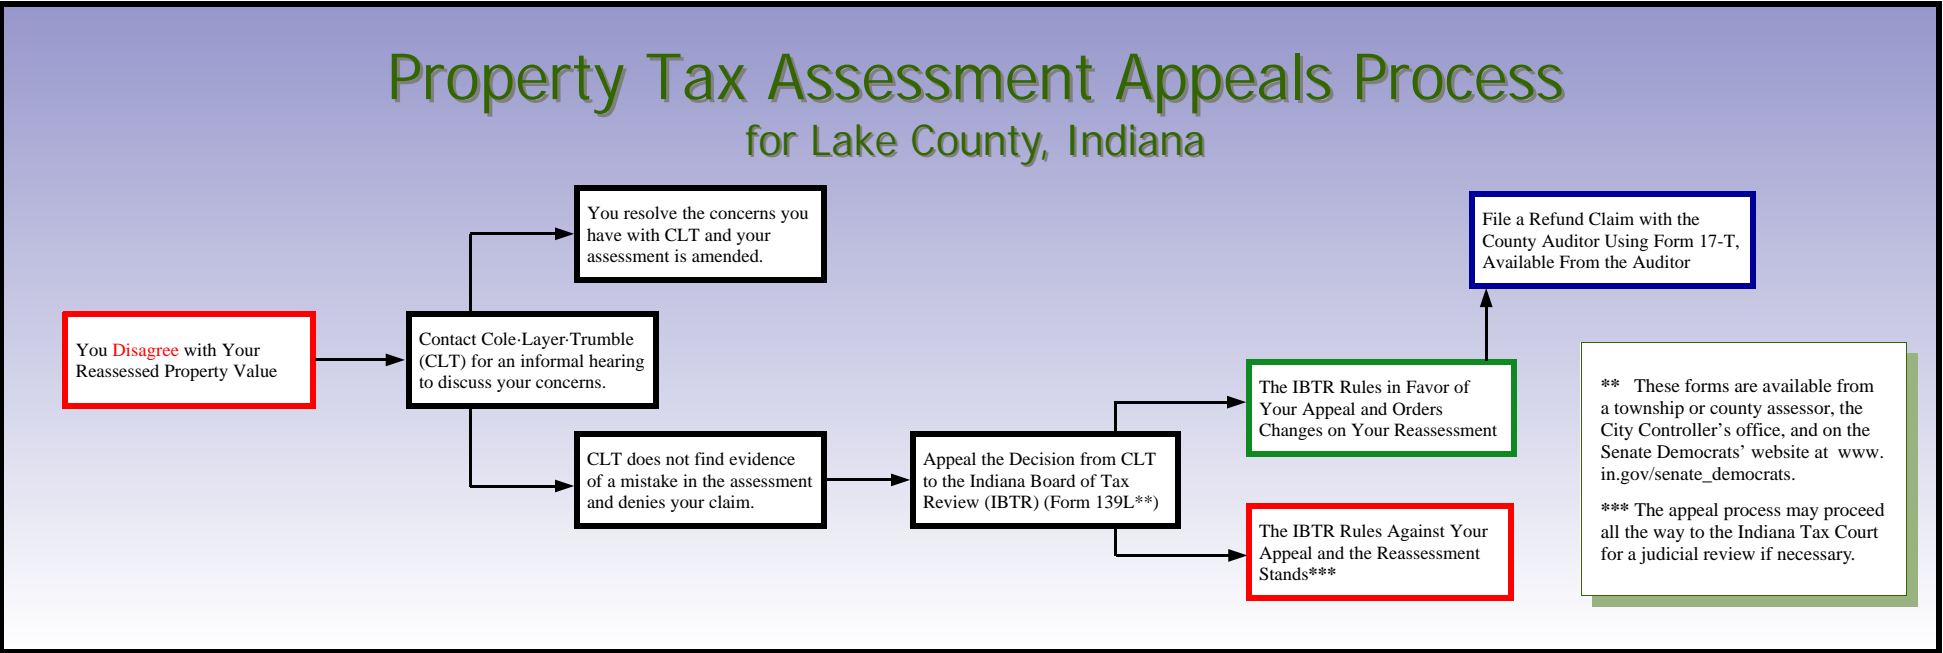 Property Tax Assessment Appeals Process
for Lake County, Indiana
You resolve the concerns you
have with CLT and your
assessment is amended.
File a Refund Claim with the
County Auditor Using Form 17-T,
Available From the Auditor
You Disagree with Your
Reassessed Property Value
Contact Cole·Layer·Trumble
(CLT) for an informal hearing
to discuss your concerns.
CLT does not find evidence
of a mistake in the assessment
and denies your claim.
Appeal the Decision from CLT
to the Indiana Board of Tax
Review (IBTR) (Form 139L**)
The IBTR Rules in Favor of
Your Appeal and Orders
Changes on Your Reassessment
The IBTR Rules Against Your
Appeal and the Reassessment
Stands***
** These forms are available from
a township or county assessor, the
City Controller’s office, and on the
Senate Democrats’ website at www.
in.gov/senate_democrats.
*** The appeal process may proceed
all the way to the Indiana Tax Court
for a judicial review if necessary.